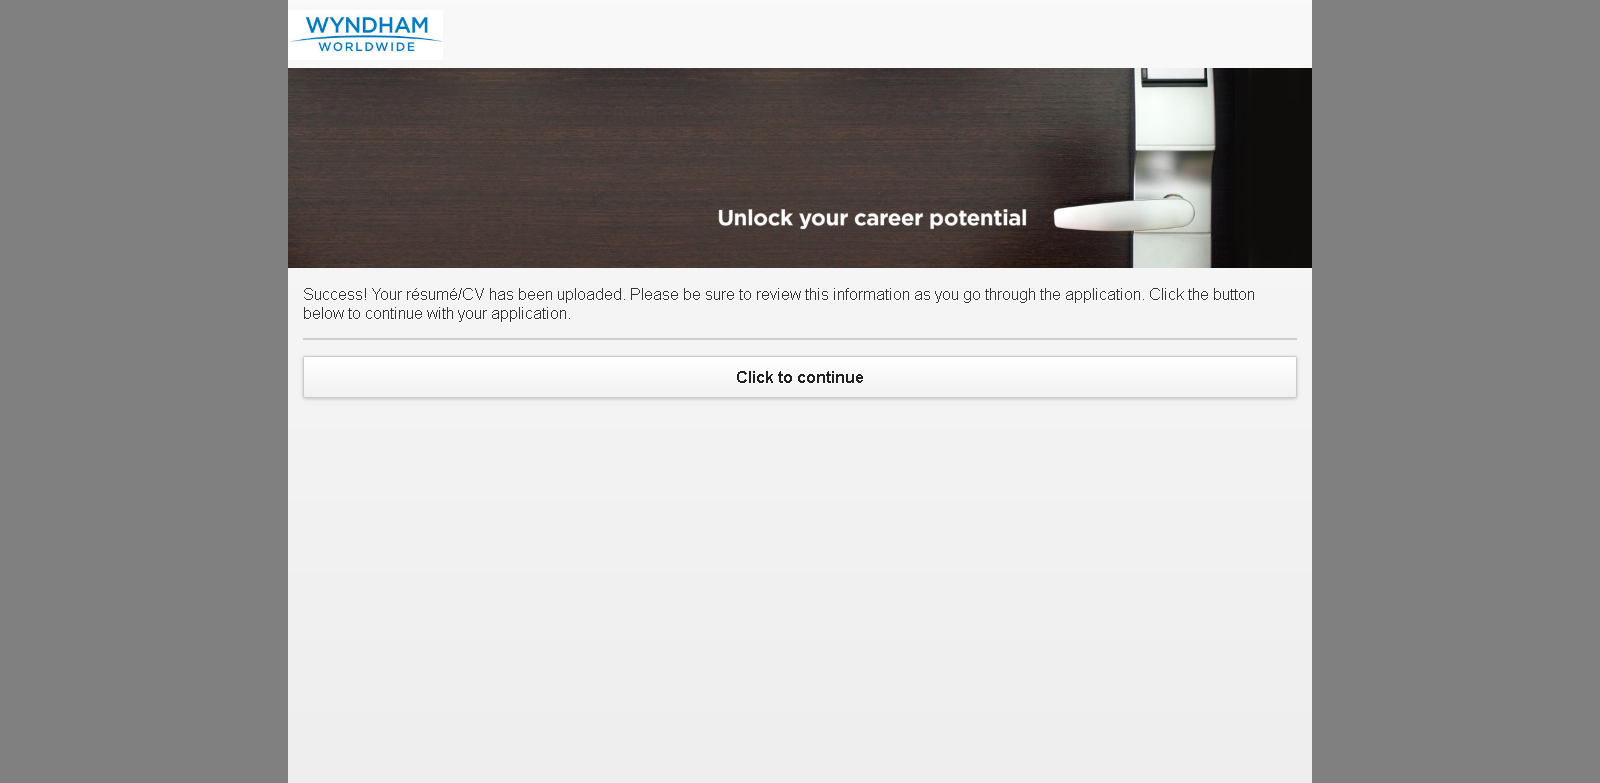 WYNDHAM
WORLDWIDE
Unlock your career potential
Success! Your résumé/CV has been uploaded. Please be sure to review this information as you go through the application. Click the button
below to continue with your application.
Click to continue